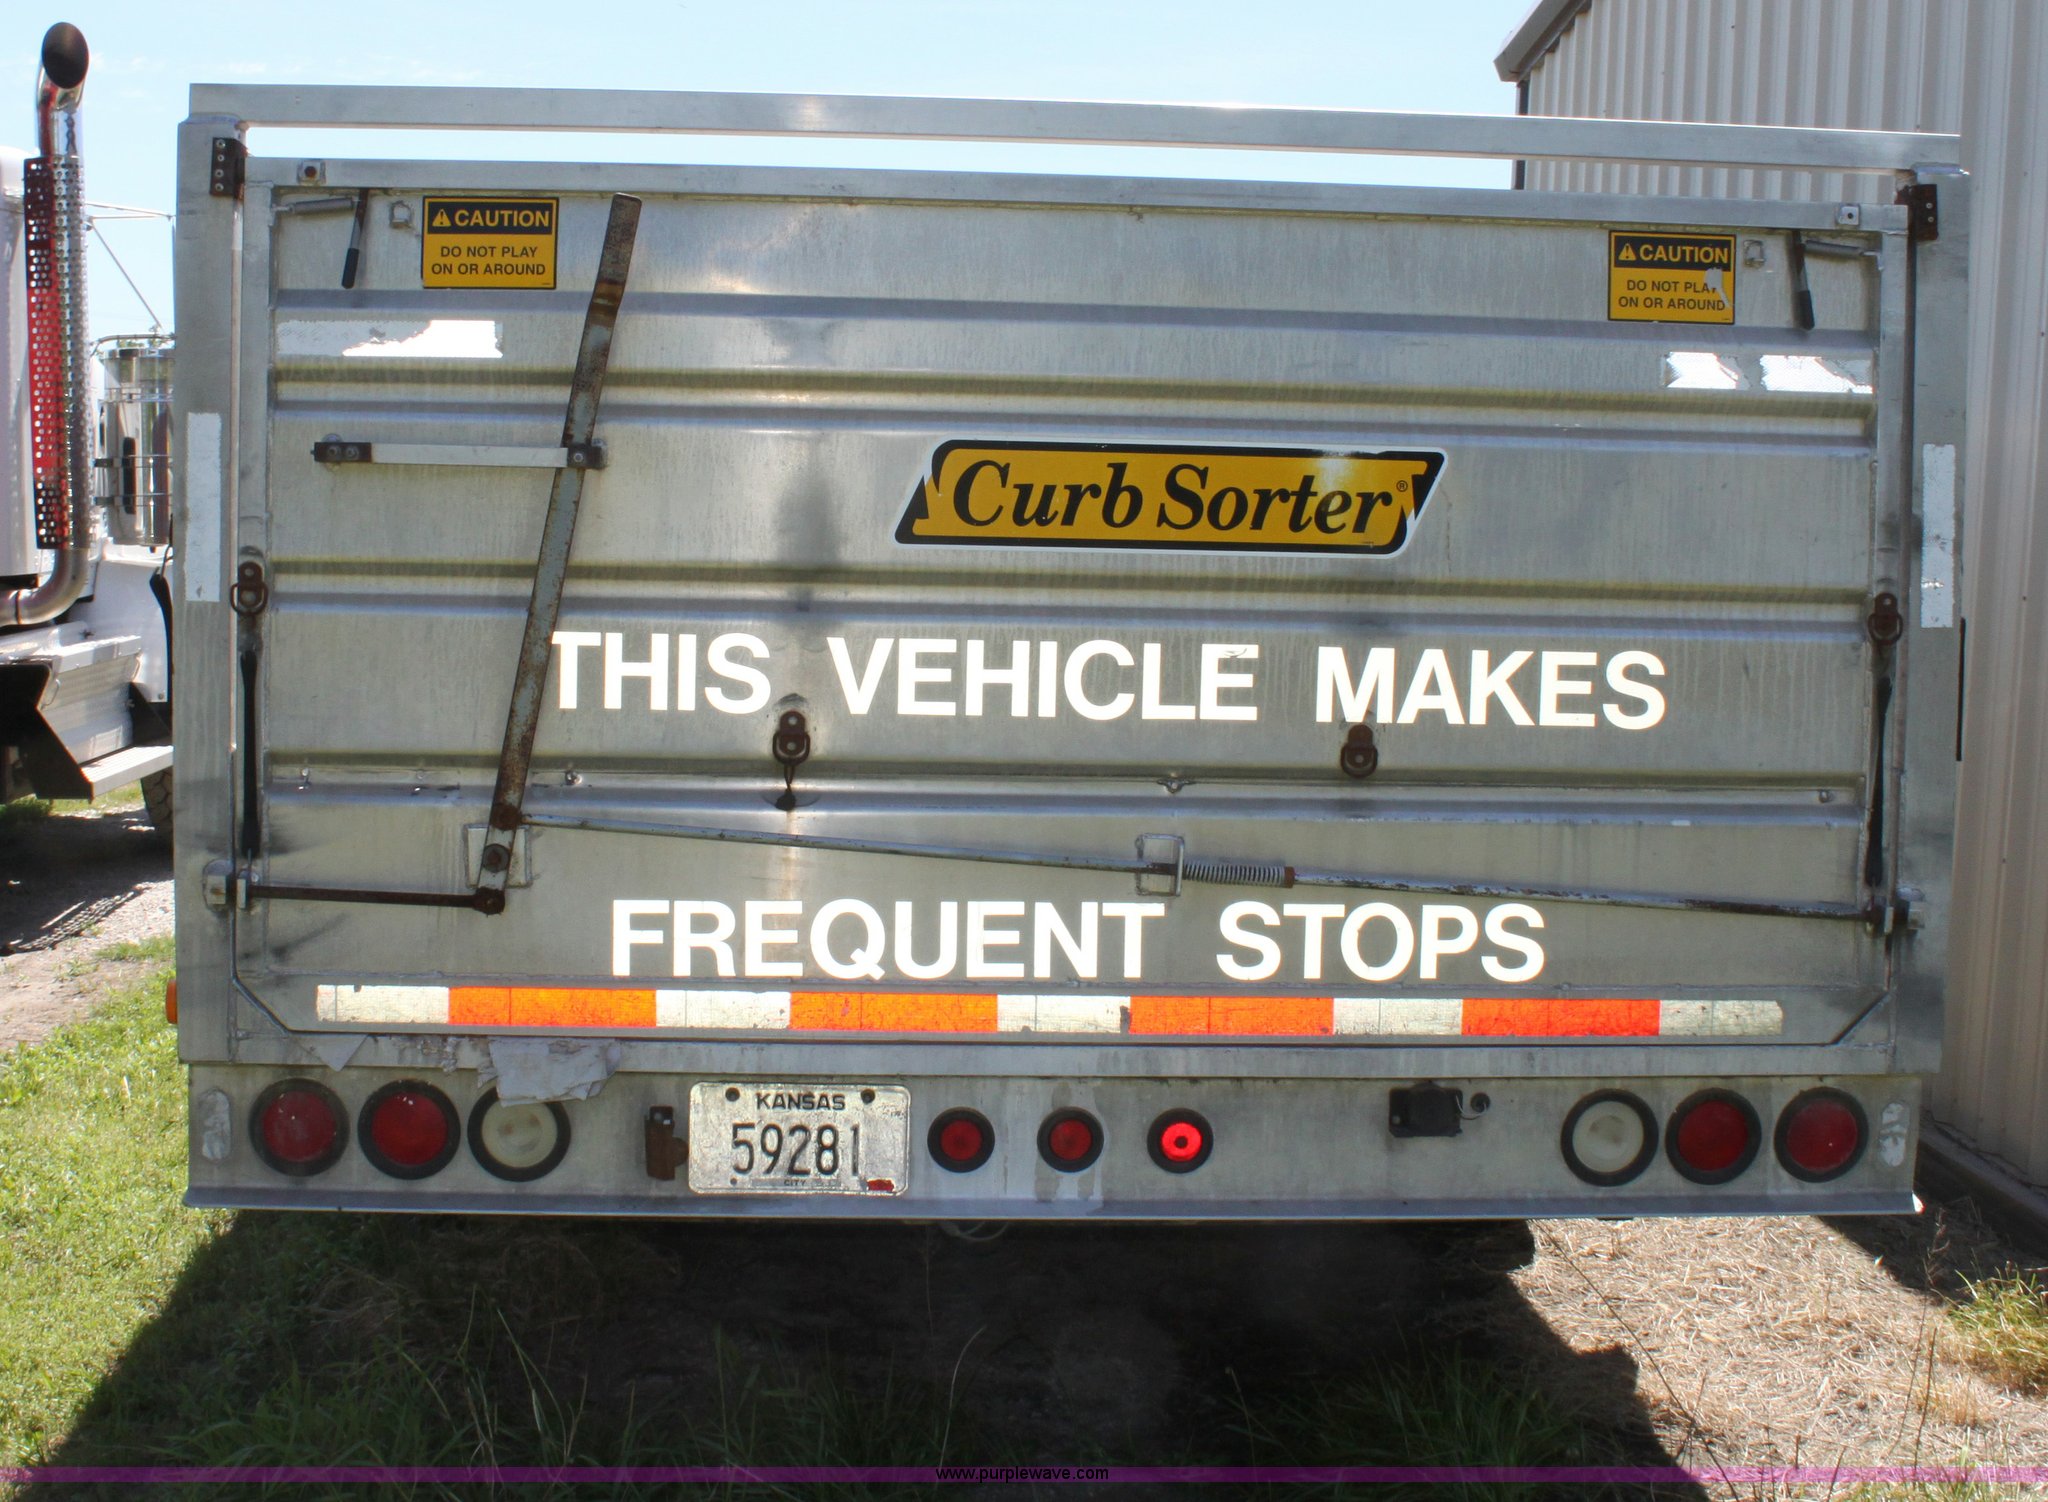 CAUTION
DO NOT PLAY
ON OR AROUND
CAUTION
DO NOT PLAY
ON OR AROUND
Curb Sorter®
THIS VEHICLE MAKES
FREQUENT STOPS
KANSAS
59281
CITY
www.purplewave.com